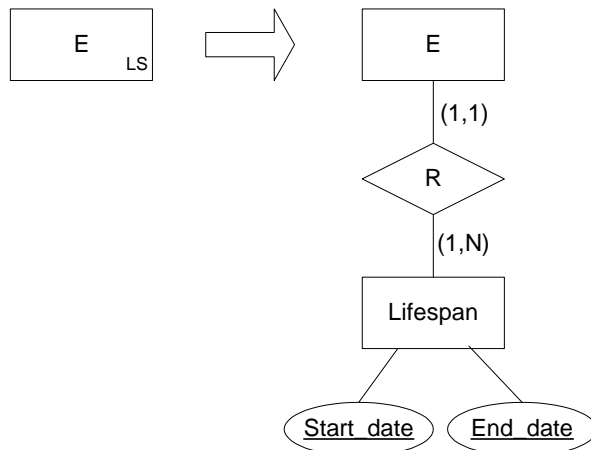 E
LS
E
(1,1)
R
(1,N)
Lifespan
Start_date
End_date